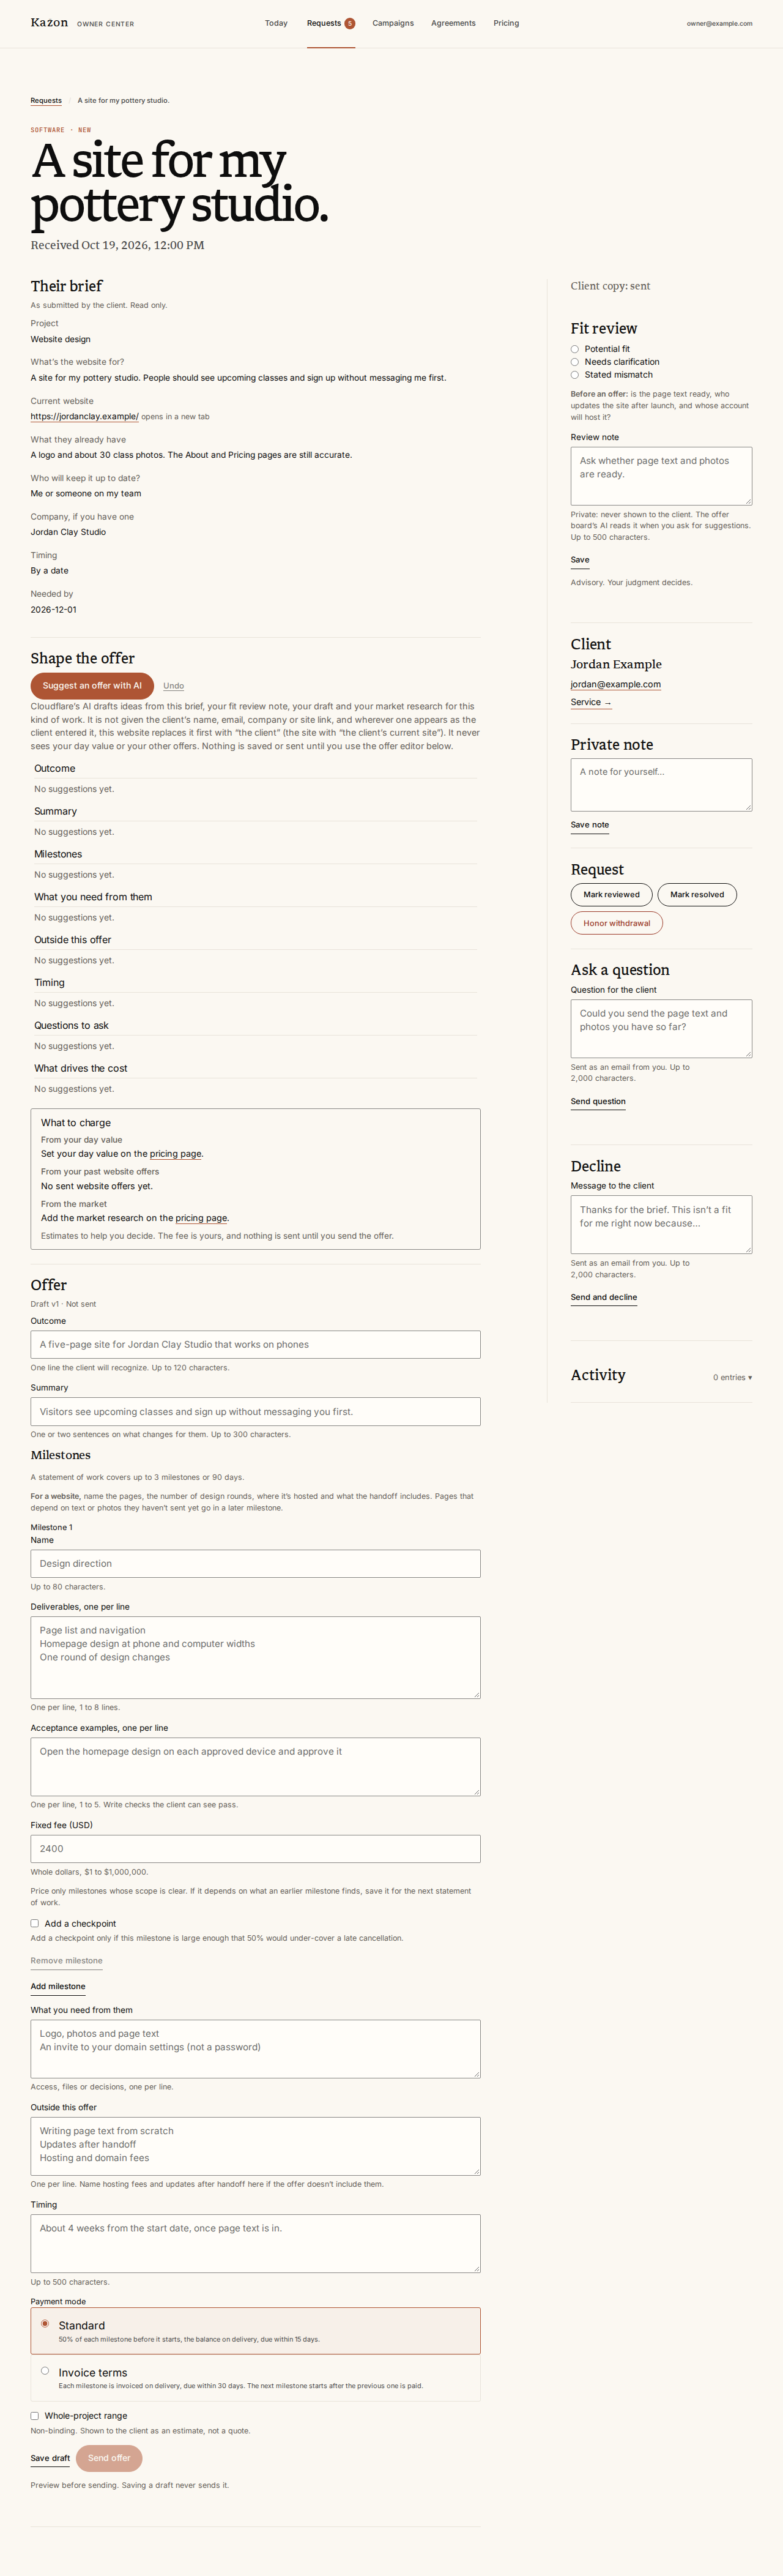 Kazon OWNER CENTER
Today
Requests 5
Campaigns
Agreements
Pricing
owner@example.com
Requests / A site for my pottery studio.
SOFTWARE · NEW
A site for my
pottery studio.
Received Oct 19, 2026, 12:00 PM
Their brief
As submitted by the client. Read only.
Project
Website design
What's the website for?
A site for my pottery studio. People should see upcoming classes and sign up without messaging me first.
Current website
https://jordanclay.example/ opens in a new tab
What they already have
A logo and about 30 class photos. The About and Pricing pages are still accurate.
Who will keep it up to date?
Me or someone on my team
Company, if you have one
Jordan Clay Studio
Timing
By a date
Needed by
2026-12-01
Shape the offer
Suggest an offer with AI
Undo
Cloudflare's AI drafts ideas from this brief, your fit review note, your draft and your market research for this
kind of work. It is not given the client's name, email, company or site link, and wherever one appears as the
client entered it, this website replaces it first with “the client” (the site with “the client's current site”). It never
sees your day value or your other offers. Nothing is saved or sent until you use the offer editor below.
Outcome
No suggestions yet.
Summary
No suggestions yet.
Milestones
No suggestions yet.
What you need from them
No suggestions yet.
Outside this offer
No suggestions yet.
Timing
No suggestions yet.
Questions to ask
No suggestions yet.
What drives the cost
No suggestions yet.
What to charge
From your day value
Set your day value on the pricing page.
From your past website offers
No sent website offers yet.
From the market
Add the market research on the pricing page.
Estimates to help you decide. The fee is yours, and nothing is sent until you send the offer.
Offer
Draft v1 · Not sent
Outcome
A five-page site for Jordan Clay Studio that works on phones
One line the client will recognize. Up to 120 characters.
Summary
Visitors see upcoming classes and sign up without messaging you first.
One or two sentences on what changes for them. Up to 300 characters.
Milestones
A statement of work covers up to 3 milestones or 90 days.
For a website, name the pages, the number of design rounds, where it's hosted and what the handoff includes. Pages that
depend on text or photos they haven't sent yet go in a later milestone.
Milestone 1
Name
Design direction
Up to 80 characters.
Deliverables, one per line
Page list and navigation
Homepage design at phone and computer widths
One round of design changes
One per line, 1 to 8 lines.
Acceptance examples, one per line
Open the homepage design on each approved device and approve it
One per line, 1 to 5. Write checks the client can see pass.
Fixed fee (USD)
2400
Whole dollars, $1 to $1,000,000.
Price only milestones whose scope is clear. If it depends on what an earlier milestone finds, save it for the next statement
of work.
Add a checkpoint
Add a checkpoint only if this milestone is large enough that 50% would under-cover a late cancellation.
Remove milestone
Add milestone
What you need from them
Logo, photos and page text
An invite to your domain settings (not a password)
Access, files or decisions, one per line.
Outside this offer
Writing page text from scratch
Updates after handoff
Hosting and domain fees
One per line. Name hosting fees and updates after handoff here if the offer doesn't include them.
Timing
About 4 weeks from the start date, once page text is in.
Up to 500 characters.
Payment mode
Standard
50% of each milestone before it starts, the balance on delivery, due within 15 days.
Invoice terms
Each milestone is invoiced on delivery, due within 30 days. The next milestone starts after the previous one is paid.
Whole-project range
Non-binding. Shown to the client as an estimate, not a quote.
Save draft
Send offer
Preview before sending. Saving a draft never sends it.
Client copy: sent
Fit review
Potential fit
Needs clarification
Stated mismatch
Before an offer: is the page text ready, who
updates the site after launch, and whose account
will host it?
Review note
Ask whether page text and photos
are ready.
Private: never shown to the client. The offer
board's AI reads it when you ask for suggestions.
Up to 500 characters.
Save
Advisory. Your judgment decides.
Client
Jordan Example
jordan@example.com
Service →
Private note
A note for yourself…
Save note
Request
Mark reviewed
Mark resolved
Honor withdrawal
Ask a question
Question for the client
Could you send the page text and
photos you have so far?
Sent as an email from you. Up to
2,000 characters.
Send question
Decline
Message to the client
Thanks for the brief. This isn't a fit
for me right now because…
Sent as an email from you. Up to
2,000 characters.
Send and decline
Activity
0 entries ▾